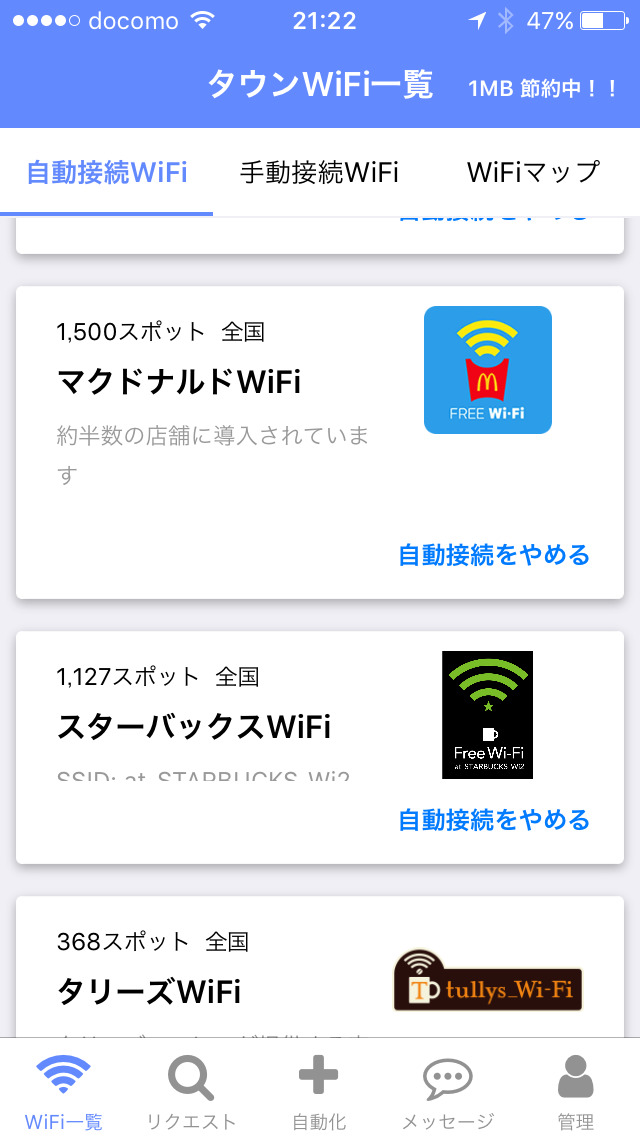 docomo 21:22 47%
タウンWiFi一覧 1MB 節約中！！
自動接続WiFi 手動接続WiFi WiFiマップ
自動接続をやめる
1,500スポット 全国
マクドナルドWiFi
約半数の店舗に導入されていま
す
FREE Wi-Fi
自動接続をやめる
1,127スポット 全国
スターバックスWiFi
SSID: at_STARBUCKS_Wi2
Free Wi-Fi
at STARBUCKS Wi2
自動接続をやめる
368スポット 全国
タリーズWiFi
tullys_Wi-Fi
WiFi一覧 リクエスト 自動化 メッセージ 管理